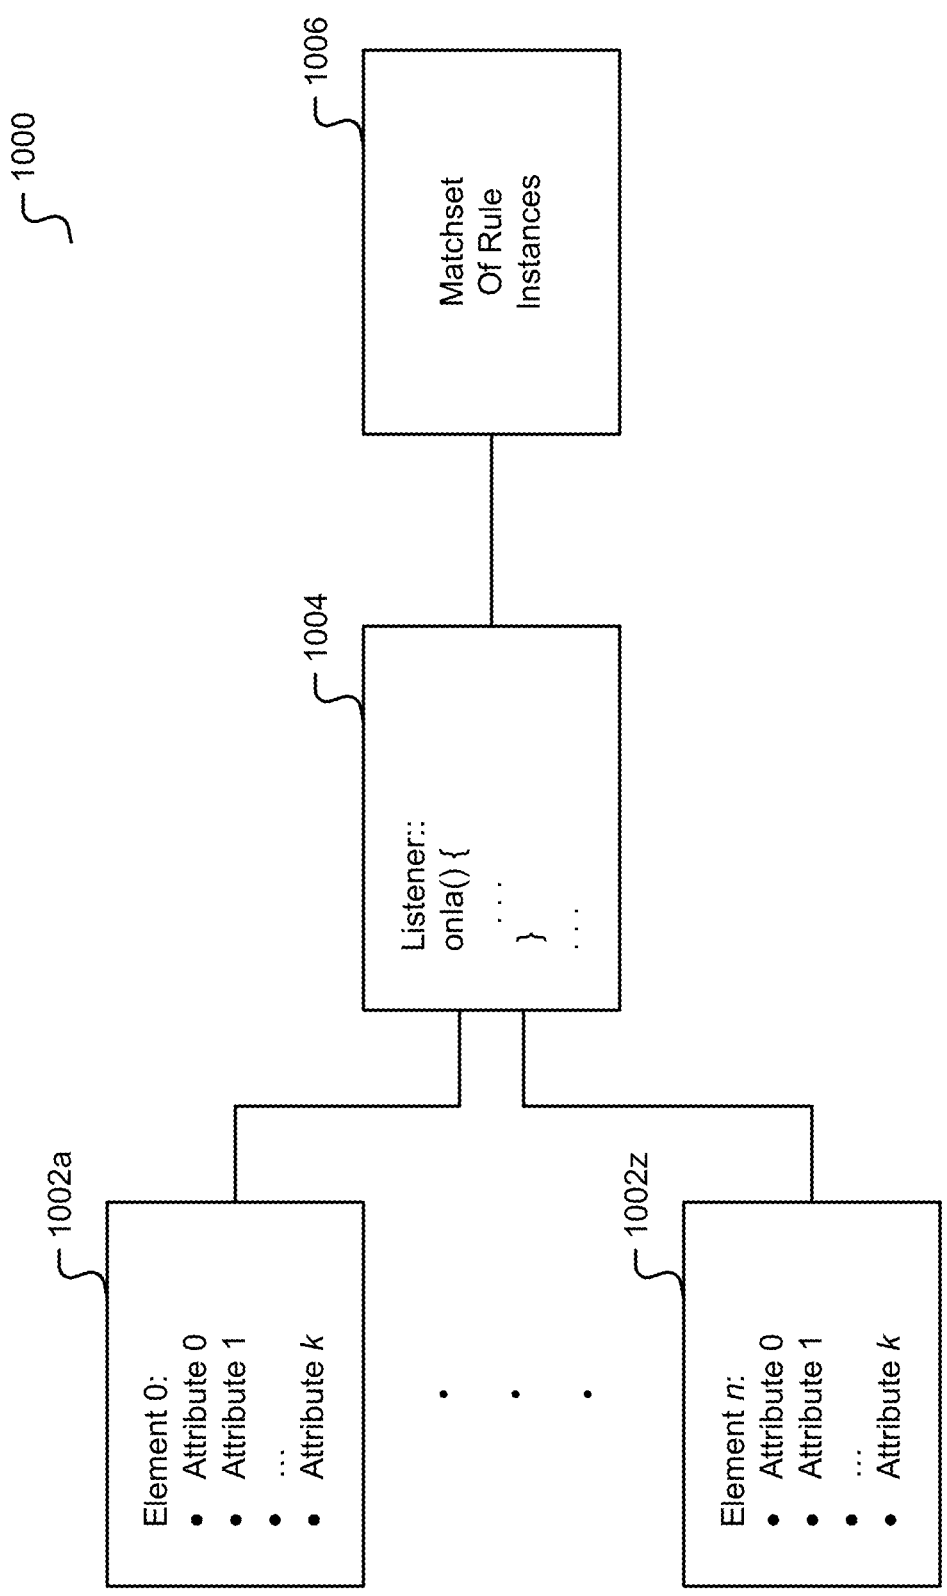 1000
1002a
Element 0:
• Attribute 0
• Attribute 1
• ...
• Attribute k
. . .
1002z
Element n:
• Attribute 0
• Attribute 1
• ...
• Attribute k
1004
Listener::
onIa() {
. . .
}
. . .
1006
Matchset
Of Rule
Instances